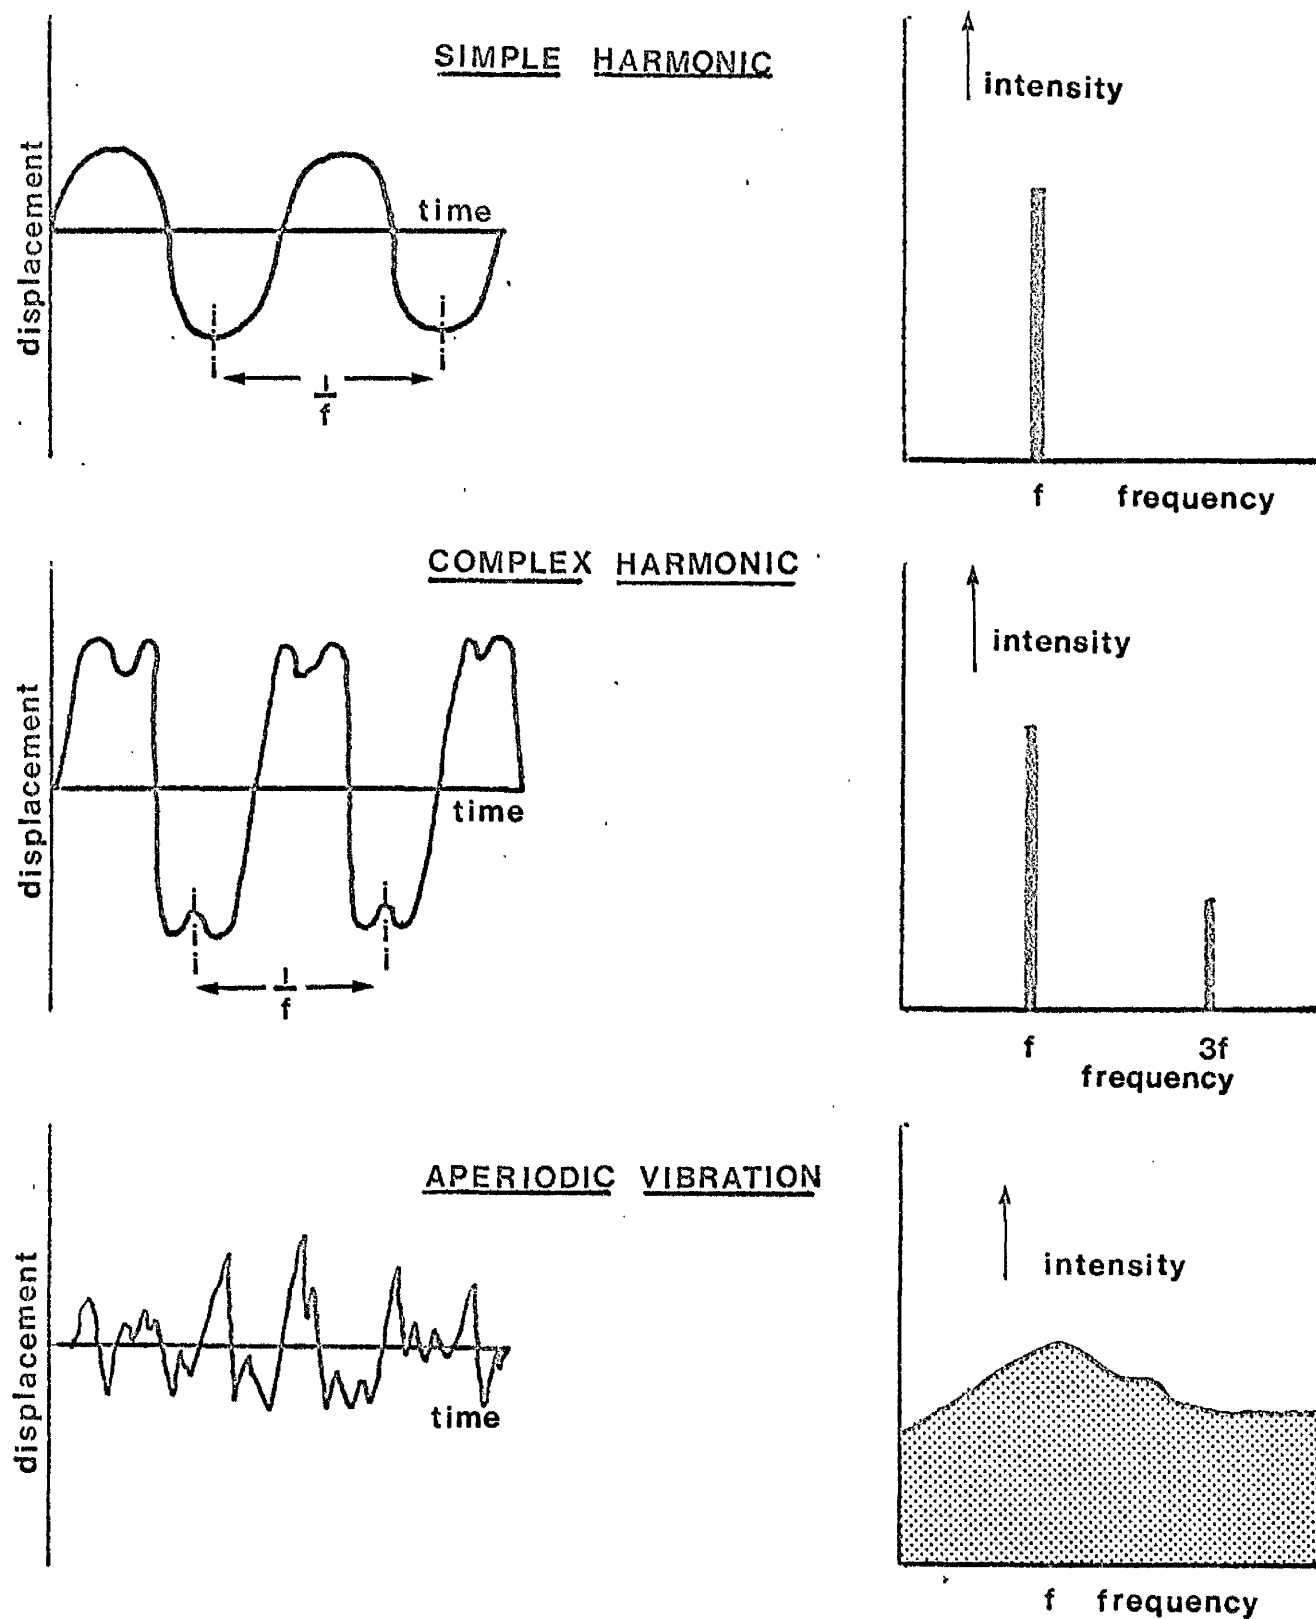 SIMPLE HARMONIC
displacement
time
1
f
intensity
f frequency
COMPLEX HARMONIC
displacement
time
1
f
intensity
f 3f
frequency
APERIODIC VIBRATION
displacement
time
intensity
f frequency